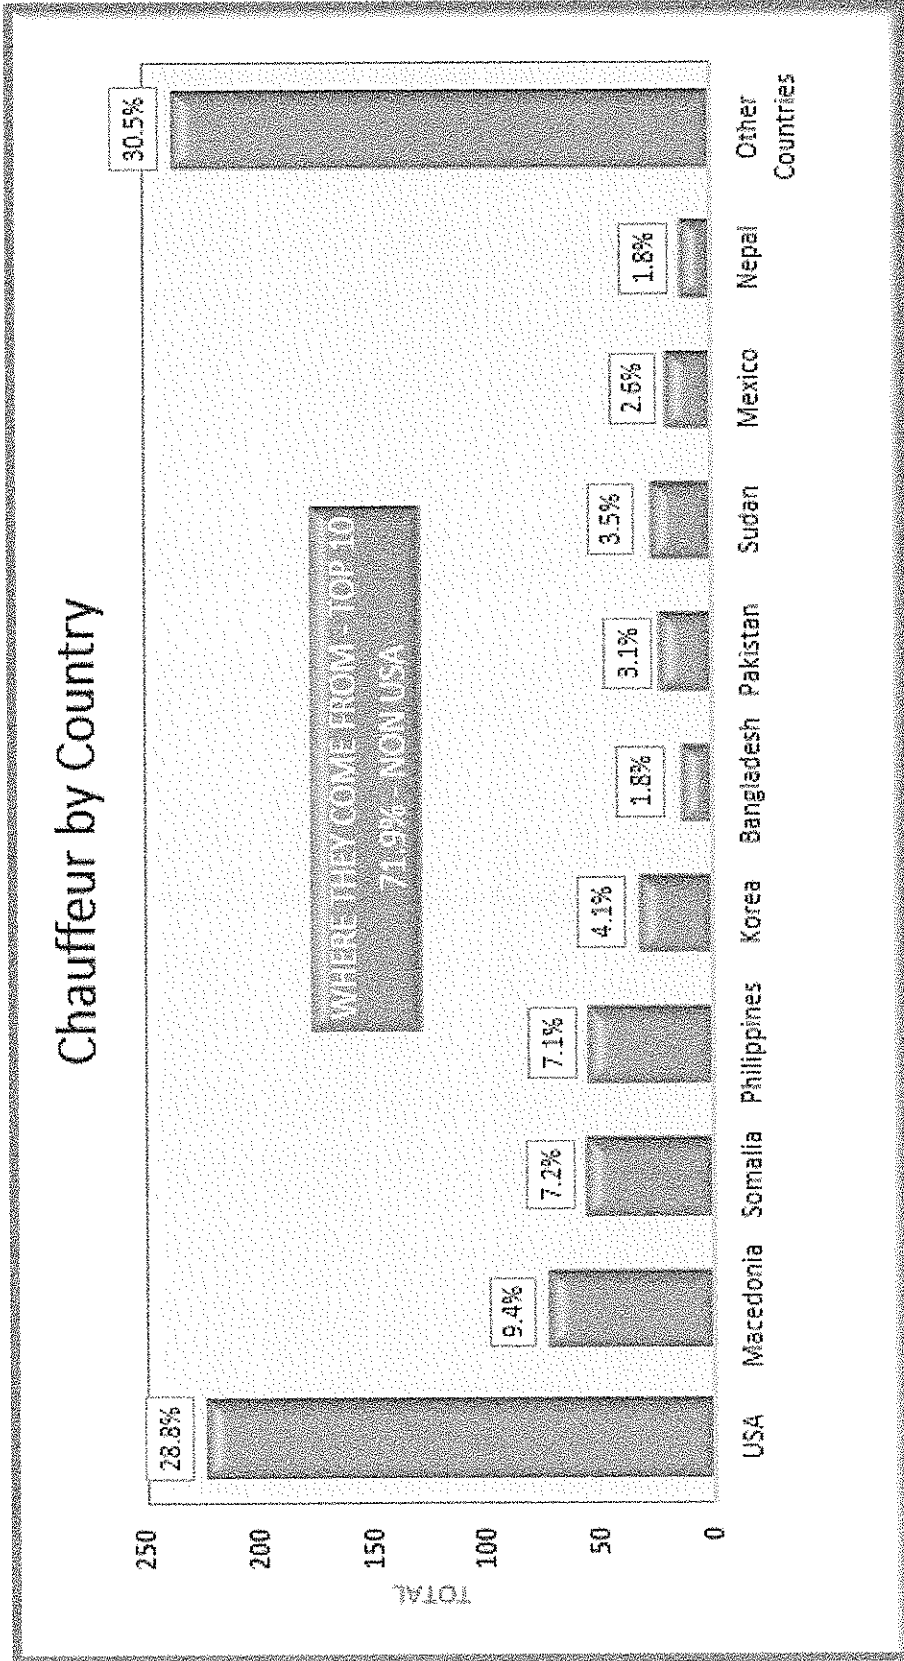 Chauffeur by Country
TOTAL
250
200
150
100
50
0
WHERE THEY COME FROM - TOP 10
71.9% - NON USA
28.8%
9.4%
7.2%
7.1%
4.1%
1.8%
3.1%
3.5%
2.6%
1.8%
30.5%
USA
Macedonia
Somalia
Philippines
Korea
Bangladesh
Pakistan
Sudan
Mexico
Nepal
Other
Countries